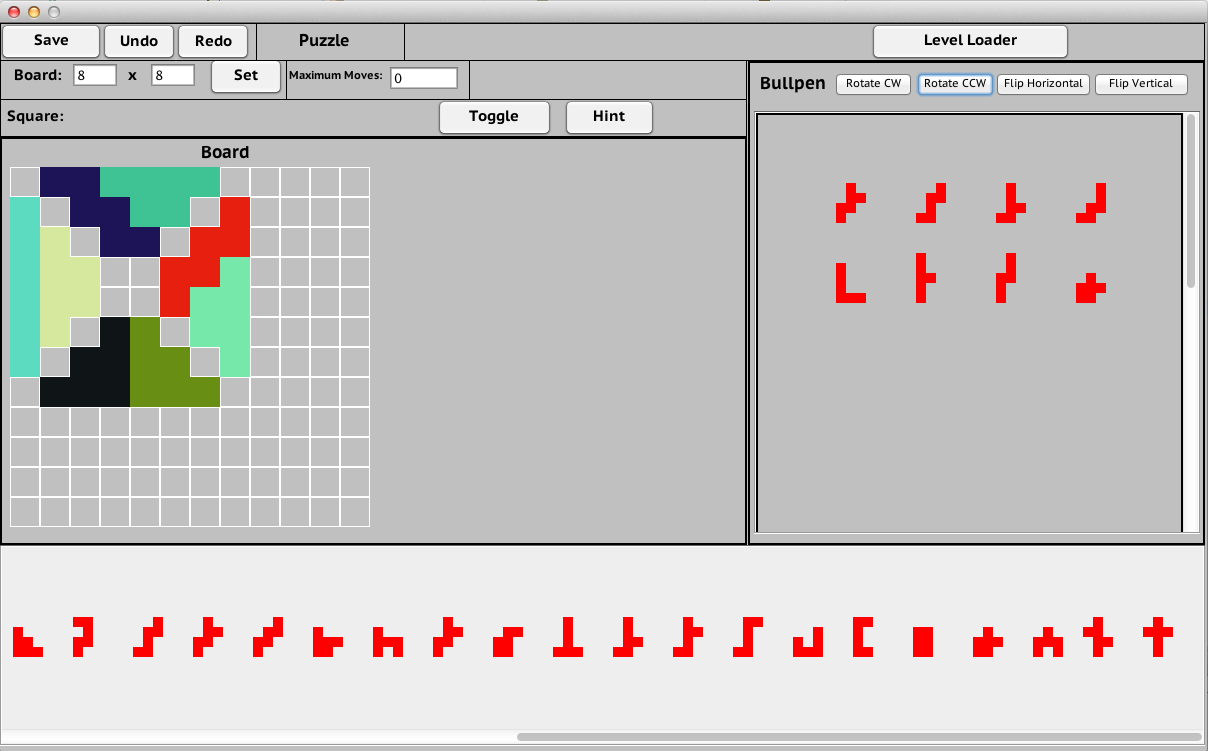 Save Undo Redo Puzzle Level Loader
Board: 8 x 8 Set Maximum Moves: 0
Bullpen Rotate CW Rotate CCW Flip Horizontal Flip Vertical
Square: Toggle Hint
Board